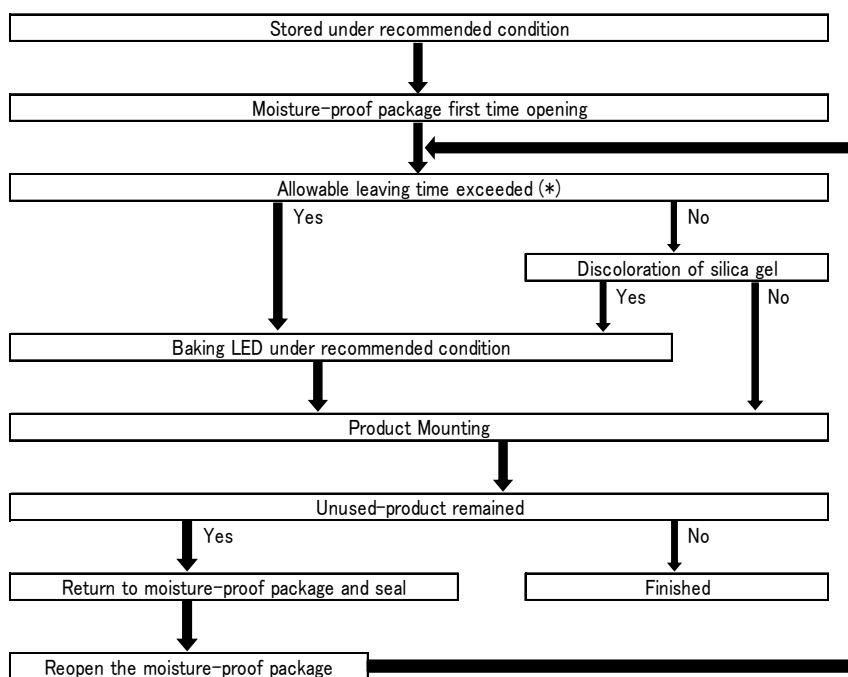 Stored under recommended condition
Moisture-proof package first time opening
Allowable leaving time exceeded (*)
Yes
No
Discoloration of silica gel
Yes
No
Baking LED under recommended condition
Product Mounting
Unused-product remained
Yes
No
Return to moisture-proof package and seal
Finished
Reopen the moisture-proof package